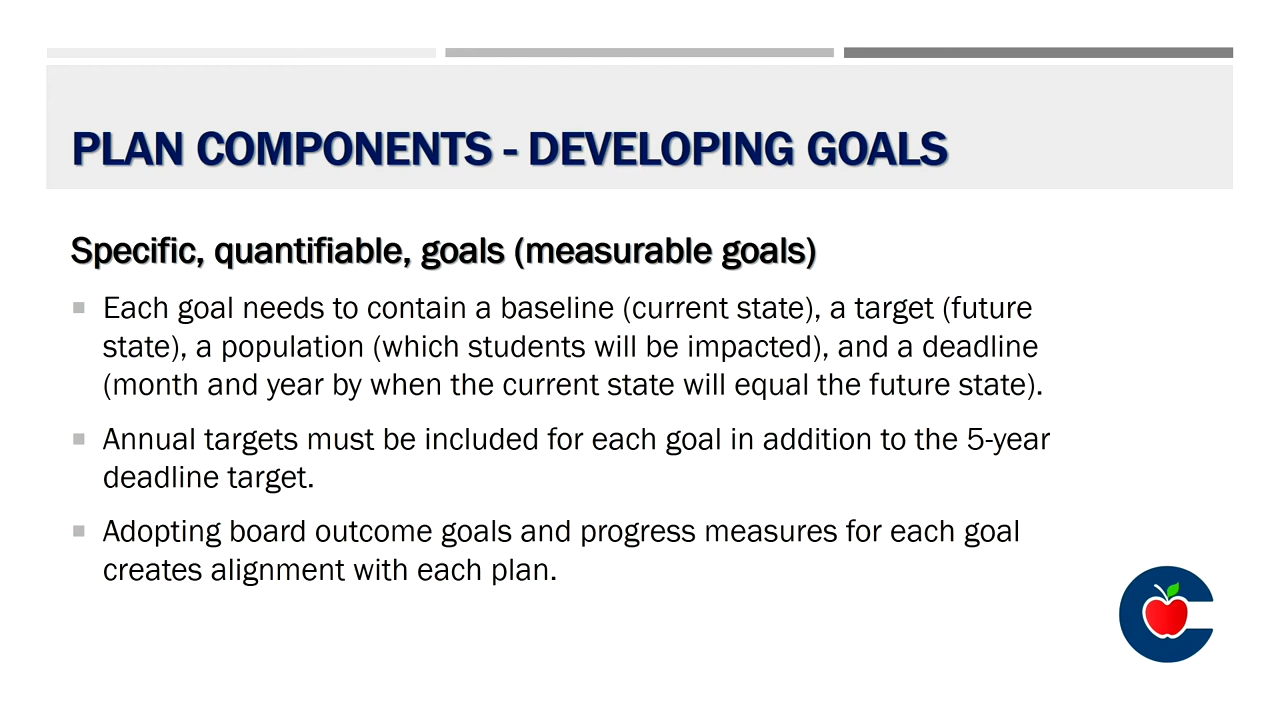 PLAN COMPONENTS - DEVELOPING GOALS
Specific, quantifiable, goals (measurable goals)
Each goal needs to contain a baseline (current state), a target (future
state), a population (which students will be impacted), and a deadline
(month and year by when the current state will equal the future state).
Annual targets must be included for each goal in addition to the 5-year
deadline target.
Adopting board outcome goals and progress measures for each goal
creates alignment with each plan.